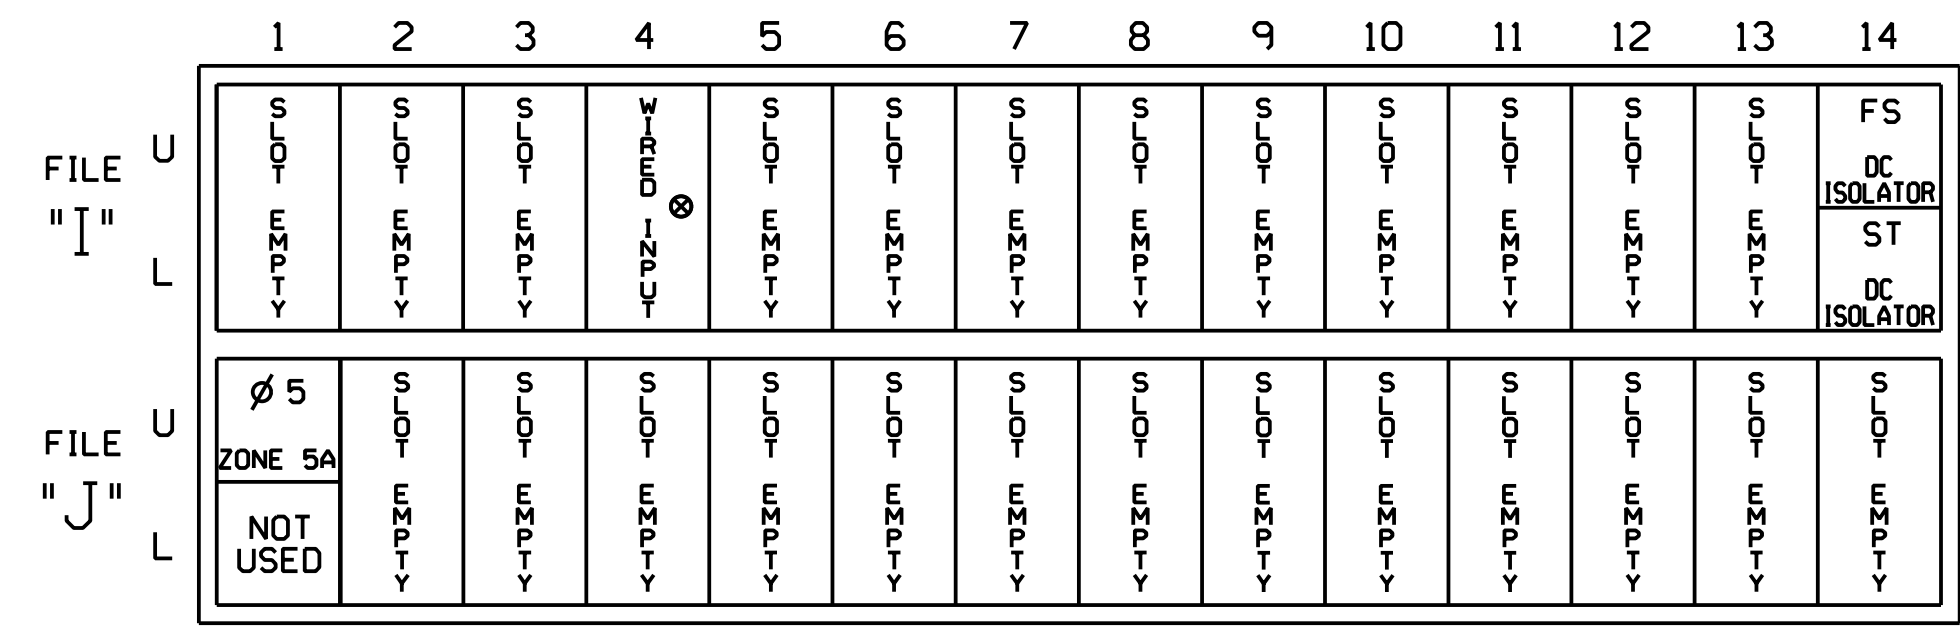 1 2 3 4 5 6 7 8 9 10 11 12 13 14
FILE
"I"
U
L
SLOT EMPTY
SLOT EMPTY
SLOT EMPTY
WIRED INPUT
SLOT EMPTY
SLOT EMPTY
SLOT EMPTY
SLOT EMPTY
SLOT EMPTY
SLOT EMPTY
SLOT EMPTY
SLOT EMPTY
SLOT EMPTY
FS
DC
ISOLATOR
ST
DC
ISOLATOR
FILE
"J"
U
L
Ø 5
ZONE 5A
NOT
USED
SLOT EMPTY
SLOT EMPTY
SLOT EMPTY
SLOT EMPTY
SLOT EMPTY
SLOT EMPTY
SLOT EMPTY
SLOT EMPTY
SLOT EMPTY
SLOT EMPTY
SLOT EMPTY
SLOT EMPTY
SLOT EMPTY